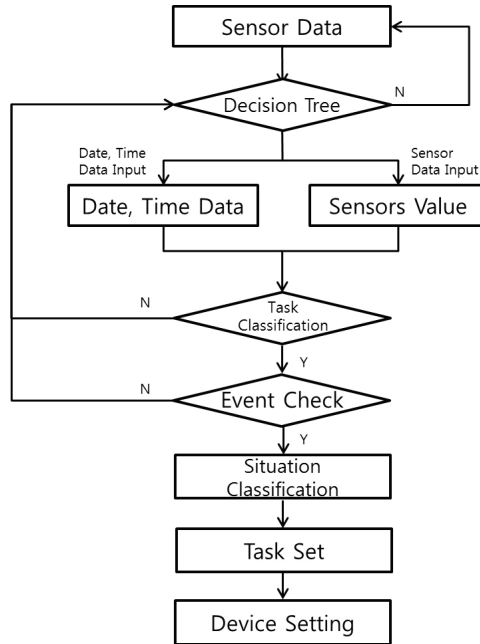 Sensor Data
N
Decision Tree
Date, Time
Data Input
Sensor
Data Input
Date, Time Data
Sensors Value
N
Task
Classification
Y
N
Event Check
Y
Situation
Classification
Task Set
Device Setting